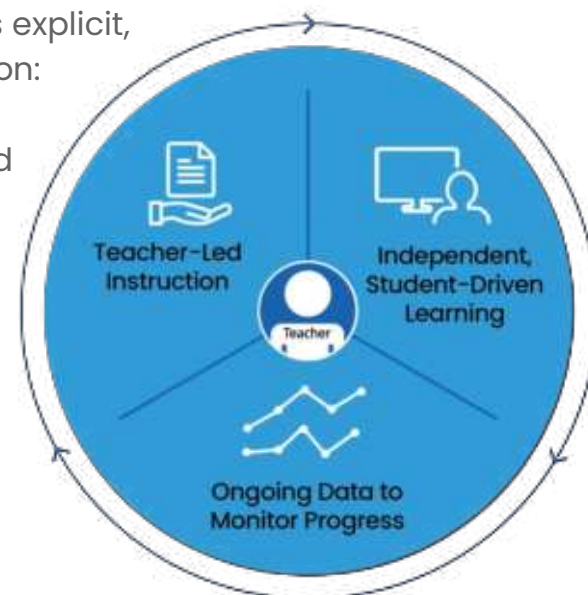 s explicit,
on:
d
Teacher-Led
Instruction
Independent,
Student-Driven
Learning
Teacher
Ongoing Data to
Monitor Progress